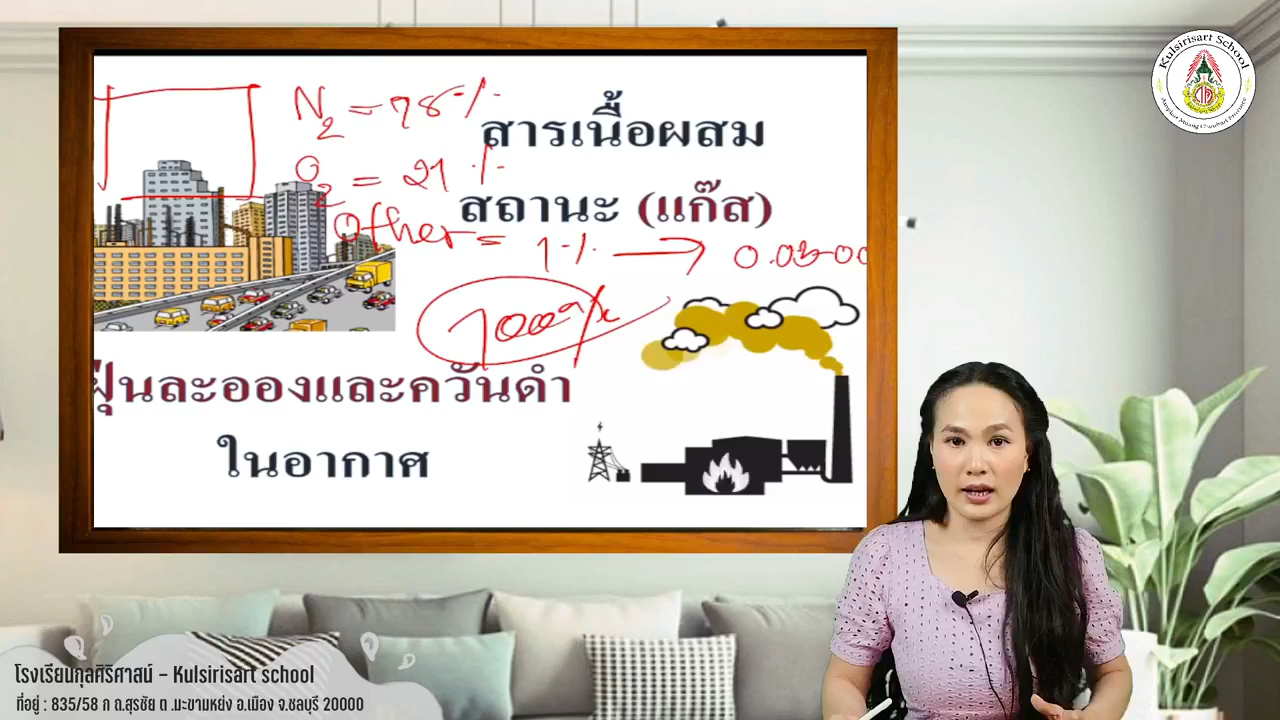 N2 = 78 %
สารเนื้อผสม
O2 = 21 %
สถานะ (แก๊ส)
Other = 1 % → 0.03
100 %
ฝุ่นละอองและควันดำ
ในอากาศ
Kulsirisart School
โรงเรียนกุลศิริศาสน์ - Kulsirisart school
ที่อยู่ : 835/58 ก ถ.สุรชัย ต .มะขามหย่ง อ.เมือง จ.ชลบุรี 20000